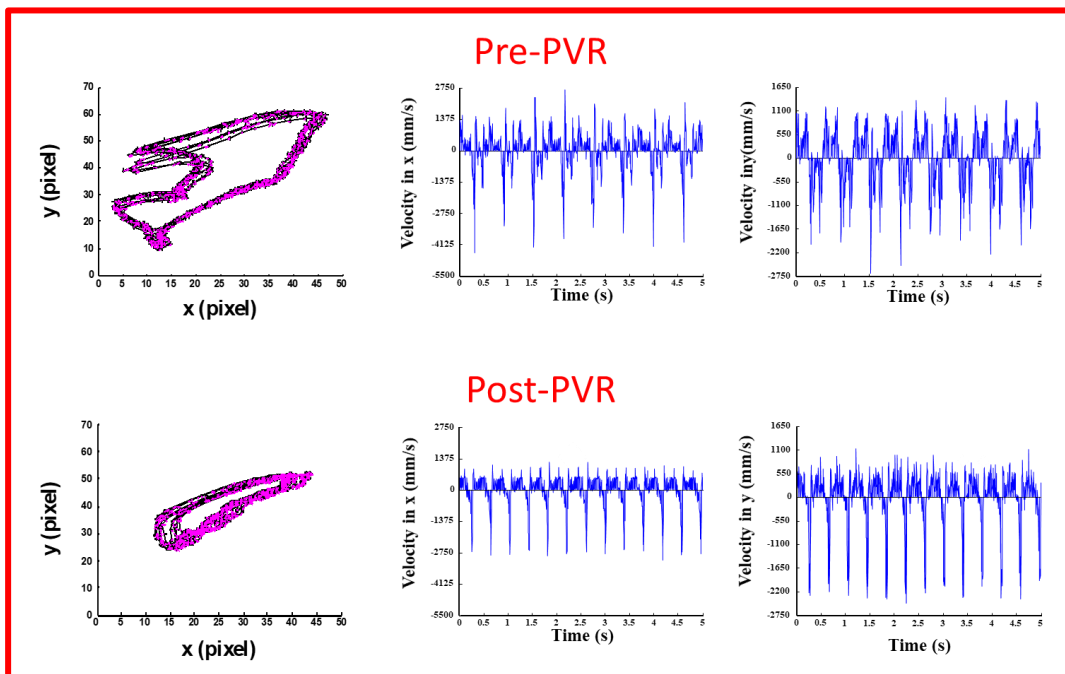 Pre-PVR
y (pixel)
70
60
50
40
30
20
10
0
0 5 10 15 20 25 30 35 40 45 50
x (pixel)
Velocity in x (mm/s)
2750
1375
0
-1375
-2750
-4125
-5500
0 0.5 1 1.5 2 2.5 3 3.5 4 4.5 5
Time (s)
Velocity iny(mm/s)
1650
1100
550
0
-550
-1100
-1650
-2200
-2750
0 0.5 1 1.5 2 2.5 3 3.5 4 4.5 5
Time (s)
Post-PVR
y (pixel)
70
60
50
40
30
20
10
0
0 5 10 15 20 25 30 35 40 45 50
x (pixel)
Velocity in x (mm/s)
2750
1375
0
-1375
-2750
-4125
-5500
0 0.5 1 1.5 2 2.5 3 3.5 4 4.5 5
Time (s)
Velocity in y (mm/s)
1650
1100
550
0
-550
-1100
-1650
-2200
-2750
0 0.5 1 1.5 2 2.5 3 3.5 4 4.5 5
Time (s)